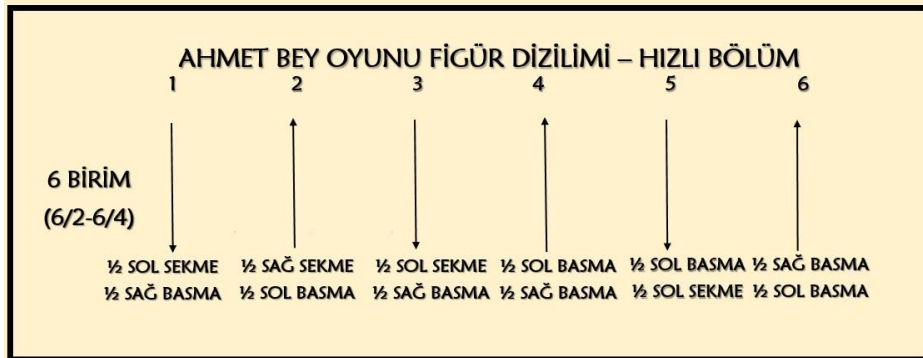 AHMET BEY OYUNU FİGÜR DİZİLİMİ – HIZLI BÖLÜM
1 2 3 4 5 6
6 BİRİM
(6/2-6/4)
½ SOL SEKME ½ SAĞ SEKME ½ SOL SEKME ½ SOL BASMA ½ SOL BASMA ½ SAĞ BASMA
½ SAĞ BASMA ½ SOL BASMA ½ SAĞ BASMA ½ SAĞ BASMA ½ SOL SEKME ½ SOL BASMA